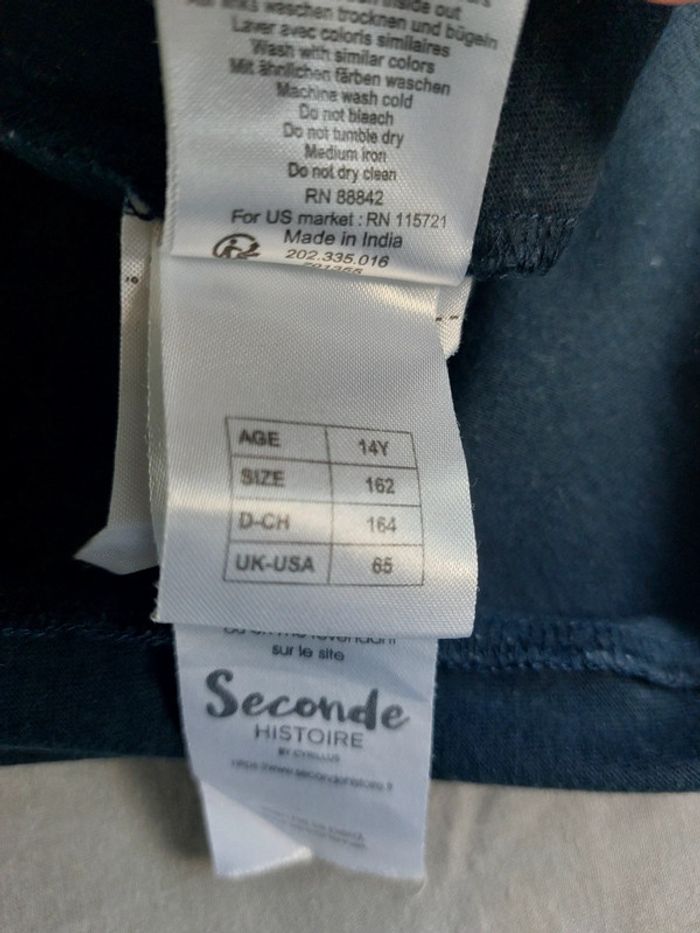 links waschen trocknen und bügeln
Laver avec coloris similaires
Wash with similar colors
Mit ähnlichen färben waschen
Machine wash cold
Do not bleach
Do not tumble dry
Medium iron
Do not dry clean
RN 88842
For US market : RN 115721
Made in India
202.335.016
AGE 14Y
SIZE 162
D-CH 164
UK-USA 65
sur le site
Seconde
HISTOIRE
BY CYRILLUS